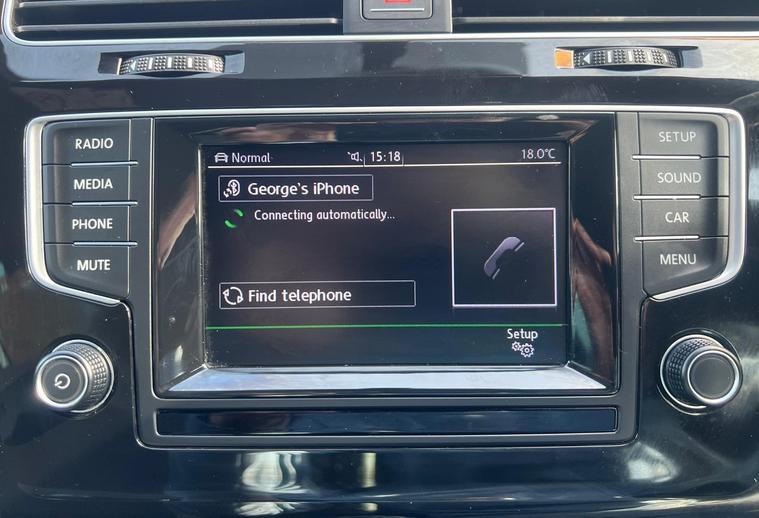 RADIO
MEDIA
PHONE
MUTE
Normal
15:18
18.0°C
George's iPhone
Connecting automatically...
Find telephone
Setup
SETUP
SOUND
CAR
MENU